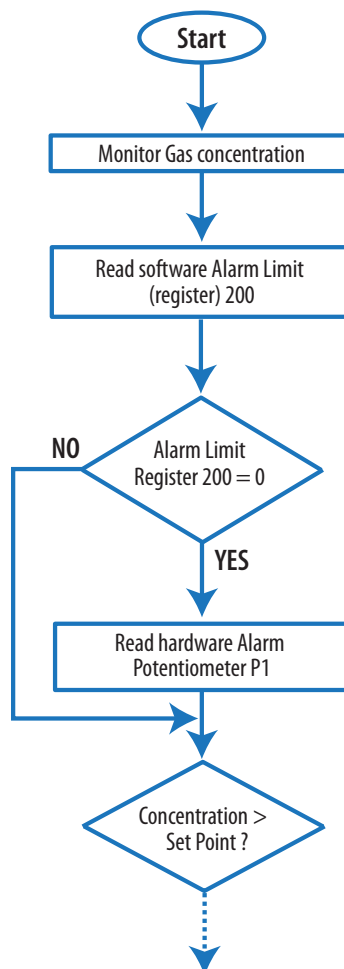 Start
Monitor Gas concentration
Read software Alarm Limit
(register) 200
NO
Alarm Limit
Register 200 = 0
YES
Read hardware Alarm
Potentiometer P1
Concentration >
Set Point ?